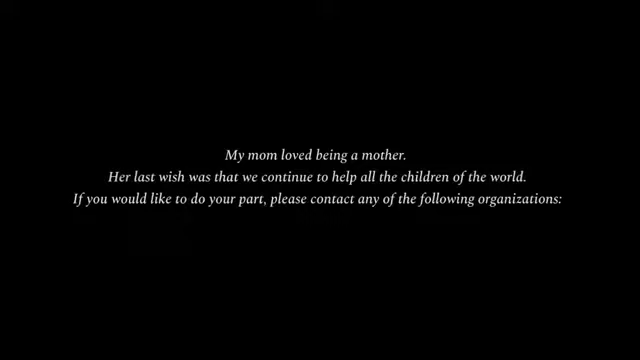 My mom loved being a mother.
Her last wish was that we continue to help all the children of the world.
If you would like to do your part, please contact any of the following organizations: